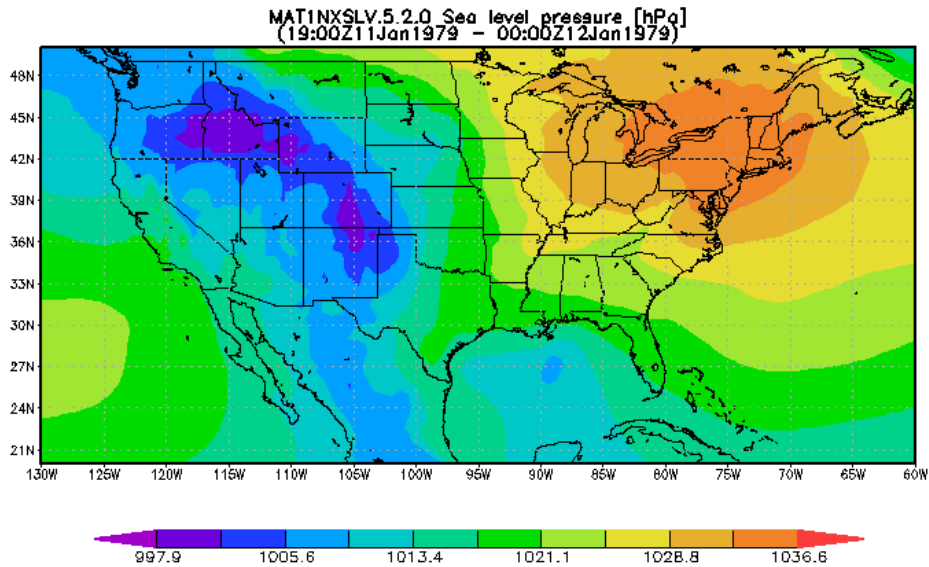 MAT1NXSLV.5.2.0 Sea level pressure [hPa]
(19:00Z11Jan1979 – 00:00Z12Jan1979)
48N
45N
42N
39N
36N
33N
30N
27N
24N
21N
130W 125W 120W 115W 110W 105W 100W 95W 90W 85W 80W 75W 70W 65W 60W
997.9 1005.6 1013.4 1021.1 1028.8 1036.6